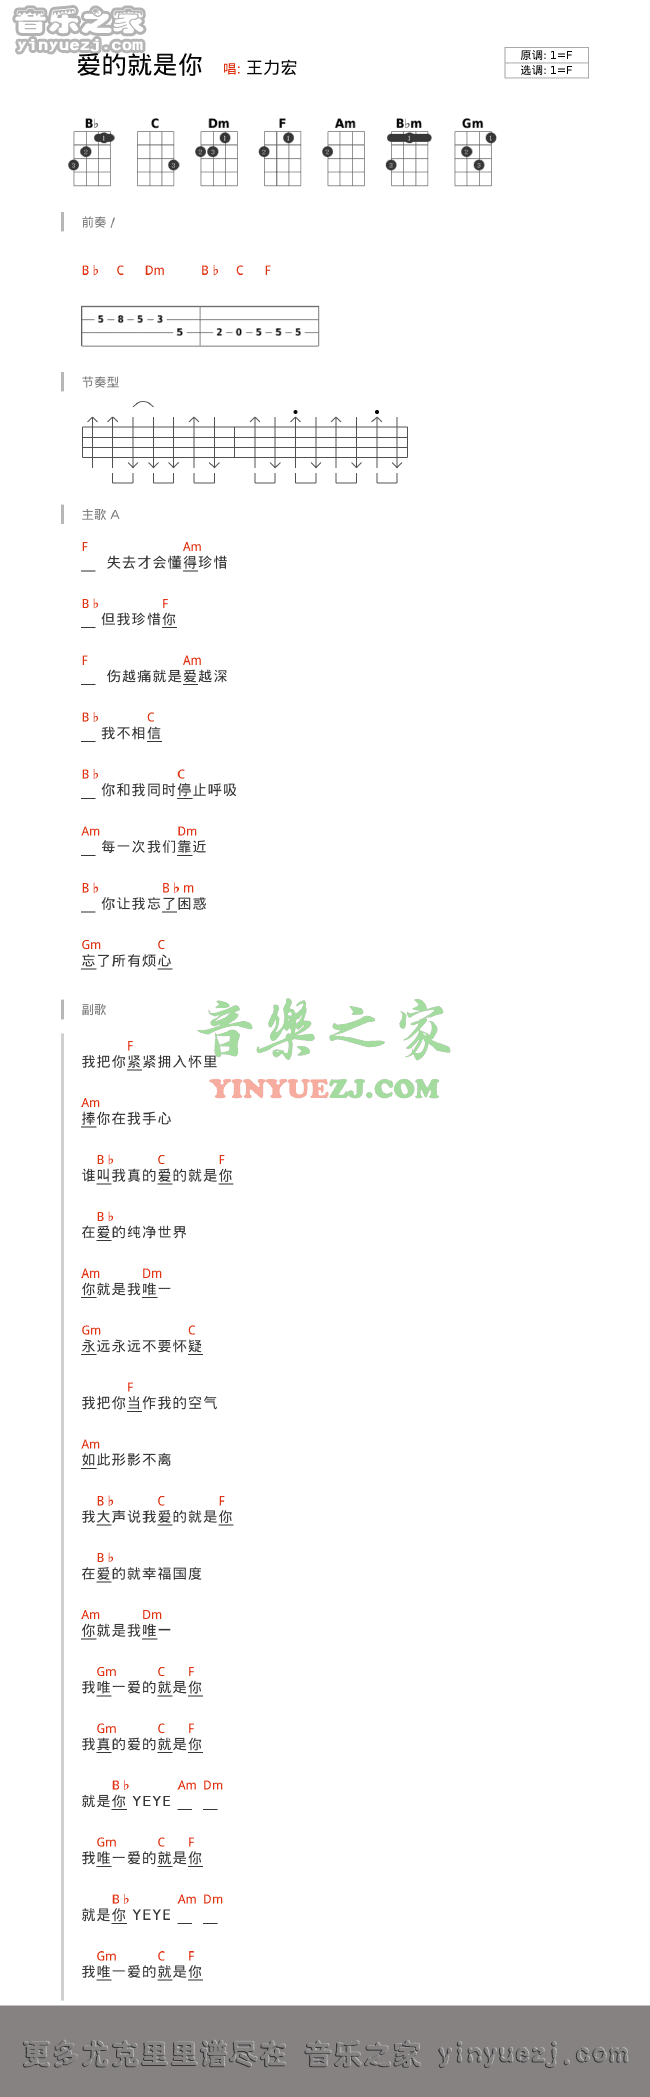 音乐之家
yinyuezj.com
爱的就是你 唱: 王力宏
原调: 1=F
选调: 1=F
B♭ C Dm F Am B♭m Gm
前奏 /
B♭ C Dm B♭ C F
5 8 5 3 5 2 0 5 5 5
节奏型
主歌 A
F Am
__ 失去才会懂得珍惜
B♭ F
__ 但我珍惜你
F Am
__ 伤越痛就是爱越深
B♭ C
__ 我不相信
B♭ C
__ 你和我同时停止呼吸
Am Dm
__ 每一次我们靠近
B♭ B♭m
__ 你让我忘了困惑
Gm C
忘了所有烦心
副歌
音樂之家
YINYUEZJ.COM
F
我把你紧紧拥入怀里
Am
捧你在我手心
B♭ C F
谁叫我真的爱的就是你
B♭
在爱的纯净世界
Am Dm
你就是我唯一
Gm C
永远永远不要怀疑
F
我把你当作我的空气
Am
如此形影不离
B♭ C F
我大声说我爱的就是你
B♭
在爱的就幸福国度
Am Dm
你就是我唯一
Gm C F
我唯一爱的就是你
Gm C F
我真的爱的就是你
B♭ Am Dm
就是你 YEYE __ __
Gm C F
我唯一爱的就是你
B♭ Am Dm
就是你 YEYE __ __
Gm C F
我唯一爱的就是你
更多尤克里里谱尽在 音乐之家 yinyuezj.com